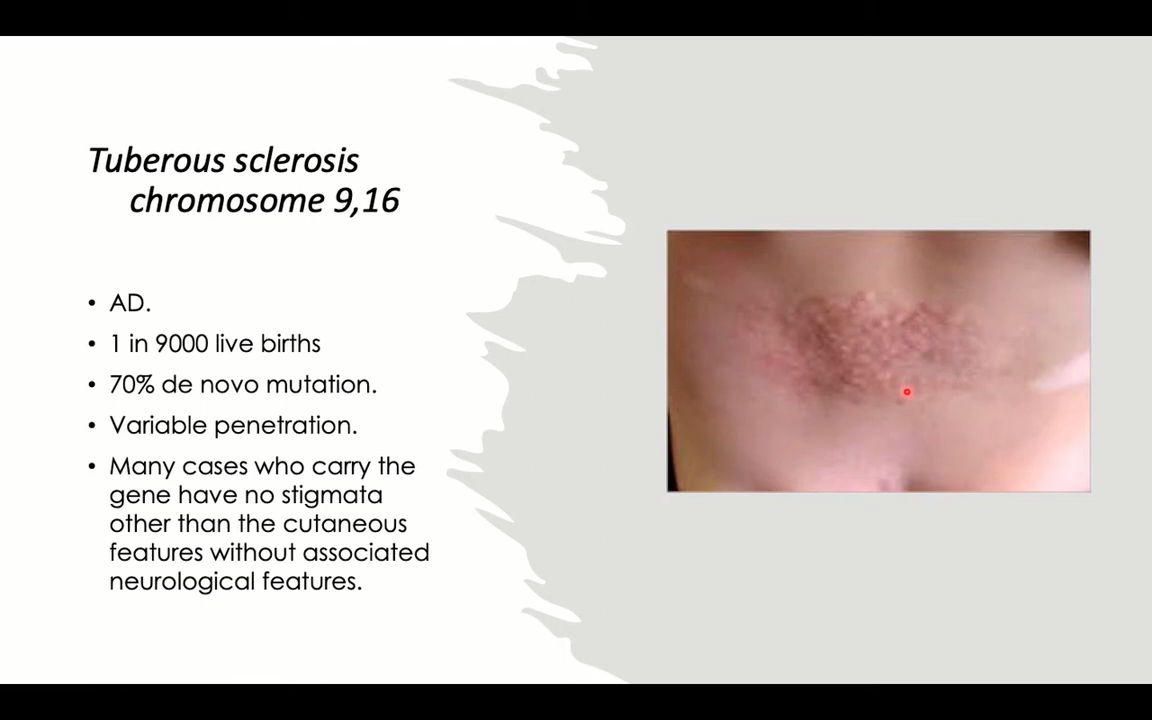 Tuberous sclerosis
chromosome 9,16
• AD.
• 1 in 9000 live births
• 70% de novo mutation.
• Variable penetration.
• Many cases who carry the
gene have no stigmata
other than the cutaneous
features without associated
neurological features.